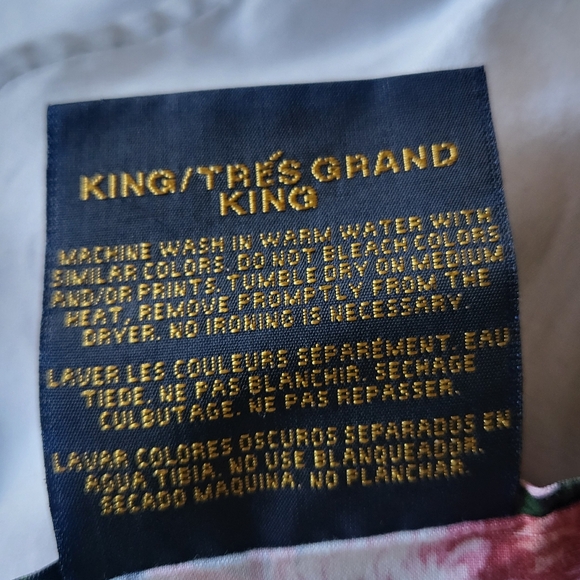 KING/TRÉS GRAND
KING
MACHINE WASH IN WARM WATER WITH
SIMILAR COLORS. DO NOT BLEACH COLORS
AND/OR PRINTS. TUMBLE DRY ON MEDIUM
HEAT, REMOVE PROMPTLY FROM THE
DRYER. NO IRONING IS NECESSARY.
LAVER LES COULEURS SÉPARÉMENT. EAU
TIEDE. NE PAS BLANCHIR. SECHAGE
CULBUTAGE. NE PAS REPASSER.
LAVAR COLORES OSCUROS SEPARADOS EN
AQUA TIBIA. NO USE BLANQUEADOR.
SECADO MAQUINA. NO PLANCHAR.